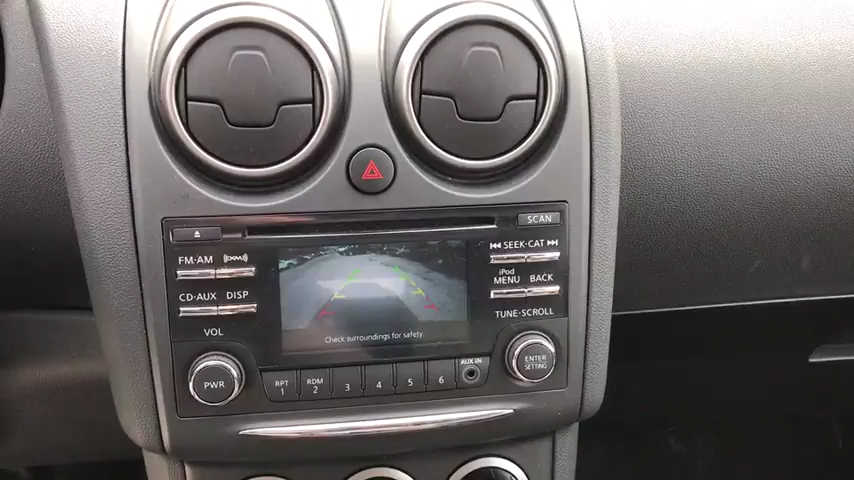 SCAN
FM·AM
(XM)
SEEK·CAT
iPod
MENU
BACK
CD·AUX
DISP
TUNE·SCROLL
VOL
Check surroundings for safety.
PWR
RPT
1
RDM
2
3
4
5
6
AUX IN
ENTER
SETTING